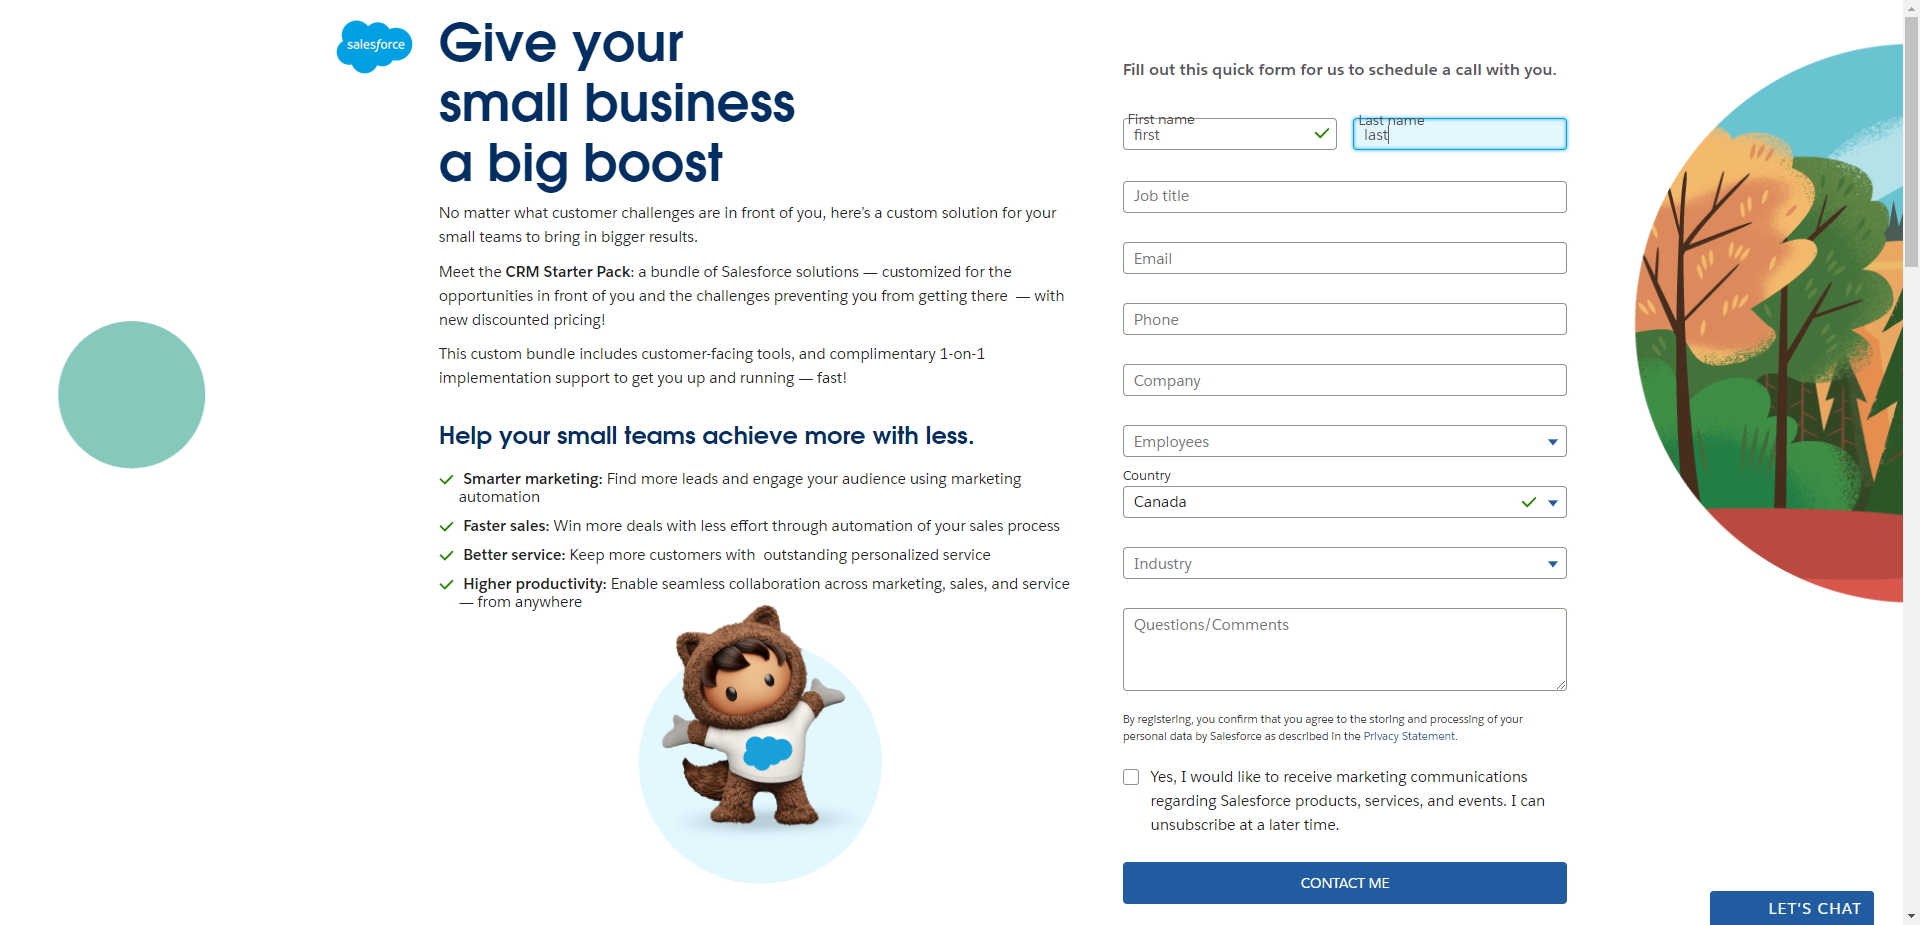 salesforce
Give your
small business
a big boost
No matter what customer challenges are in front of you, here’s a custom solution for your
small teams to bring in bigger results.
Meet the CRM Starter Pack: a bundle of Salesforce solutions — customized for the
opportunities in front of you and the challenges preventing you from getting there — with
new discounted pricing!
This custom bundle includes customer-facing tools, and complimentary 1-on-1
implementation support to get you up and running — fast!
Help your small teams achieve more with less.
Smarter marketing: Find more leads and engage your audience using marketing
automation
Faster sales: Win more deals with less effort through automation of your sales process
Better service: Keep more customers with outstanding personalized service
Higher productivity: Enable seamless collaboration across marketing, sales, and service
— from anywhere
Fill out this quick form for us to schedule a call with you.
First name
first
Last name
last
Job title
Email
Phone
Company
Employees
Country
Canada
Industry
Questions/Comments
By registering, you confirm that you agree to the storing and processing of your
personal data by Salesforce as described in the Privacy Statement.
Yes, I would like to receive marketing communications
regarding Salesforce products, services, and events. I can
unsubscribe at a later time.
CONTACT ME
LET'S CHAT